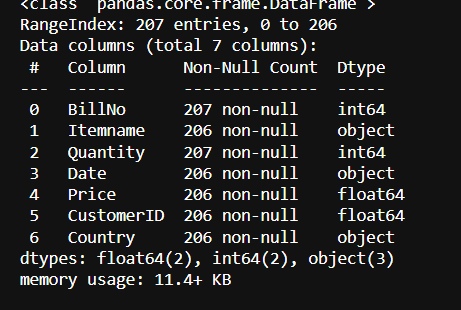 <class 'pandas.core.frame.DataFrame'>
RangeIndex: 207 entries, 0 to 206
Data columns (total 7 columns):
 #   Column      Non-Null Count  Dtype
---  ------      --------------  -----
 0   BillNo      207 non-null    int64
 1   Itemname    206 non-null    object
 2   Quantity    207 non-null    int64
 3   Date        206 non-null    object
 4   Price       206 non-null    float64
 5   CustomerID  206 non-null    float64
 6   Country     206 non-null    object
dtypes: float64(2), int64(2), object(3)
memory usage: 11.4+ KB